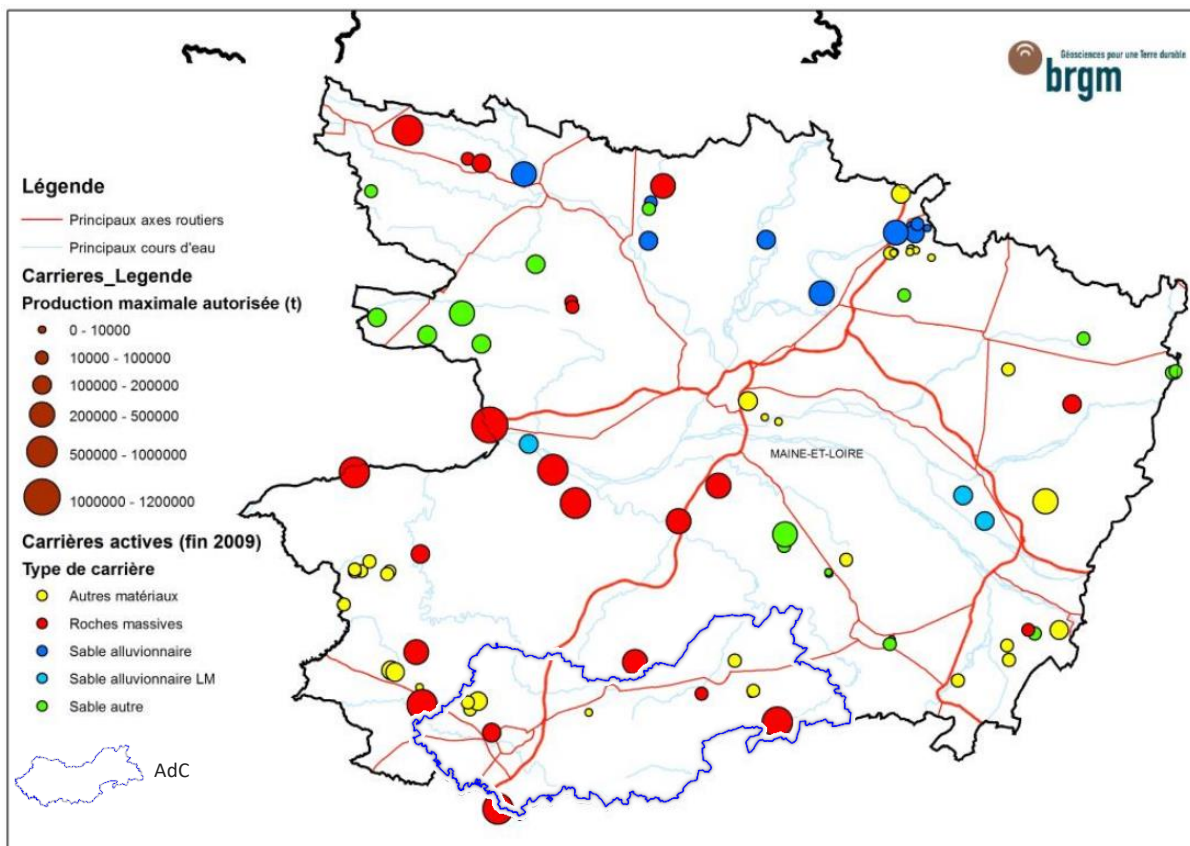 Géosciences pour une Terre durable
brgm
Légende
Principaux axes routiers
Principaux cours d'eau
Carrieres_Legende
Production maximale autorisée (t)
0 - 10000
10000 - 100000
100000 - 200000
200000 - 500000
500000 - 1000000
1000000 - 1200000
Carrières actives (fin 2009)
Type de carrière
Autres matériaux
Roches massives
Sable alluvionnaire
Sable alluvionnaire LM
Sable autre
AdC
MAINE-ET-LOIRE